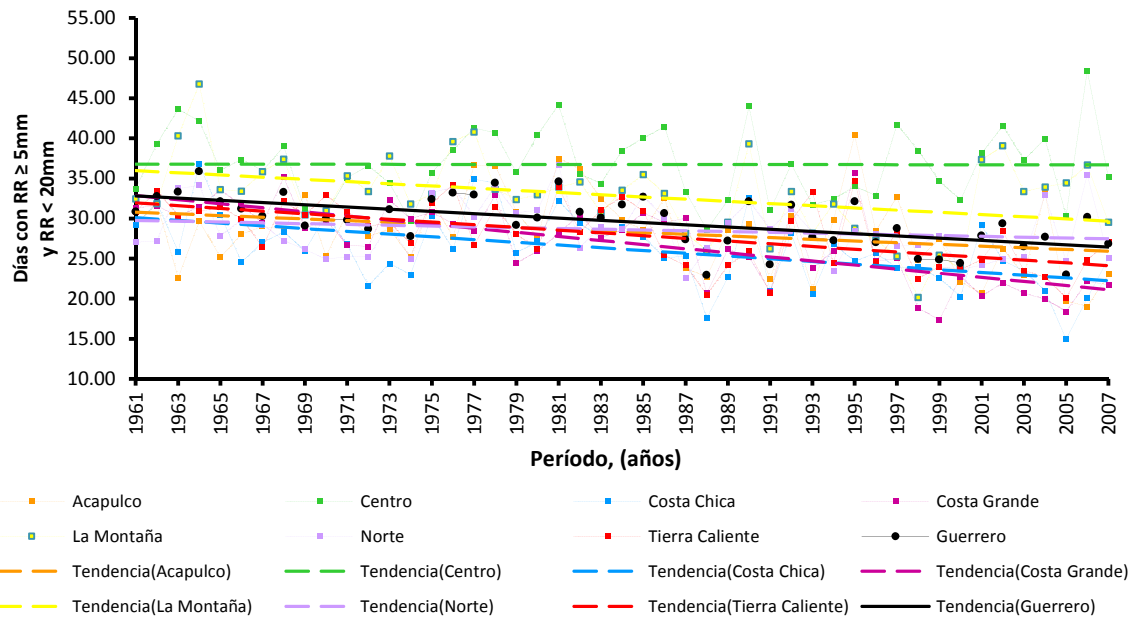 Días con RR ≥ 5mm
y RR < 20mm
55.00
50.00
45.00
40.00
35.00
30.00
25.00
20.00
15.00
10.00
1961
1963
1965
1967
1969
1971
1973
1975
1977
1979
1981
1983
1985
1987
1989
1991
1993
1995
1997
1999
2001
2003
2005
2007
Período, (años)
Acapulco
Centro
Costa Chica
Costa Grande
La Montaña
Norte
Tierra Caliente
Guerrero
Tendencia(Acapulco)
Tendencia(Centro)
Tendencia(Costa Chica)
Tendencia(Costa Grande)
Tendencia(La Montaña)
Tendencia(Norte)
Tendencia(Tierra Caliente)
Tendencia(Guerrero)